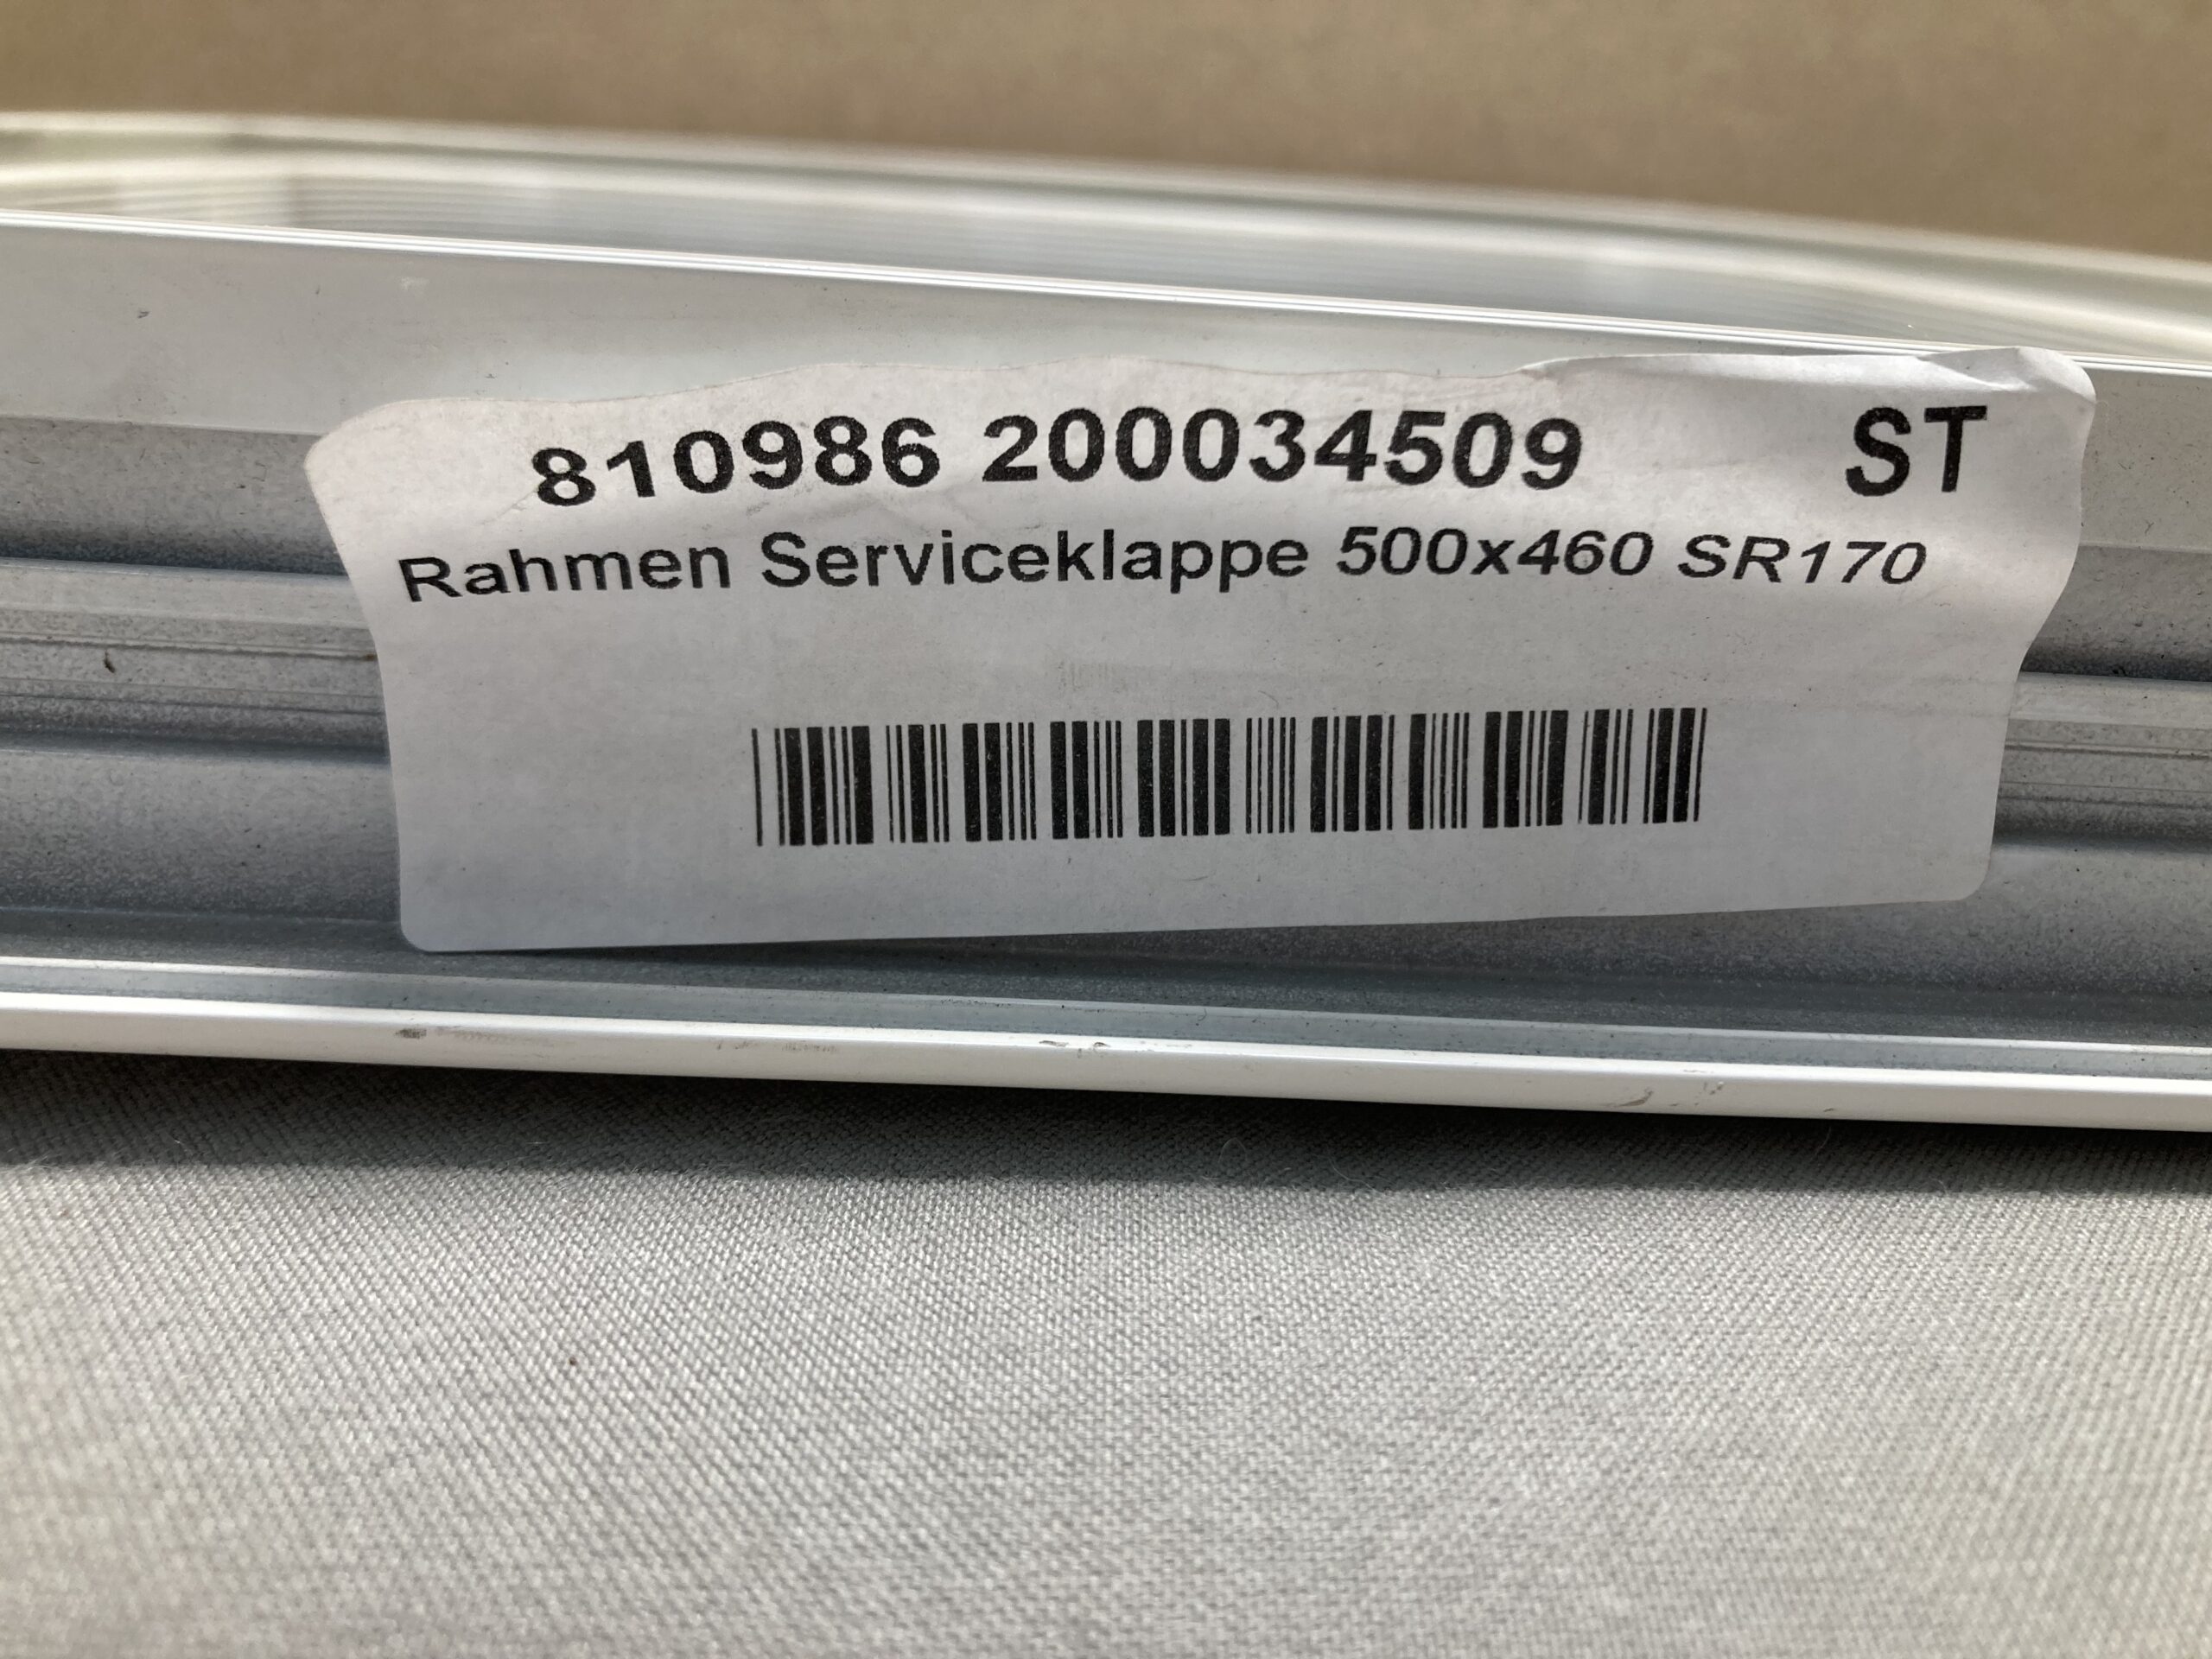 810986 200034509 ST
Rahmen Serviceklappe 500x460 SR170